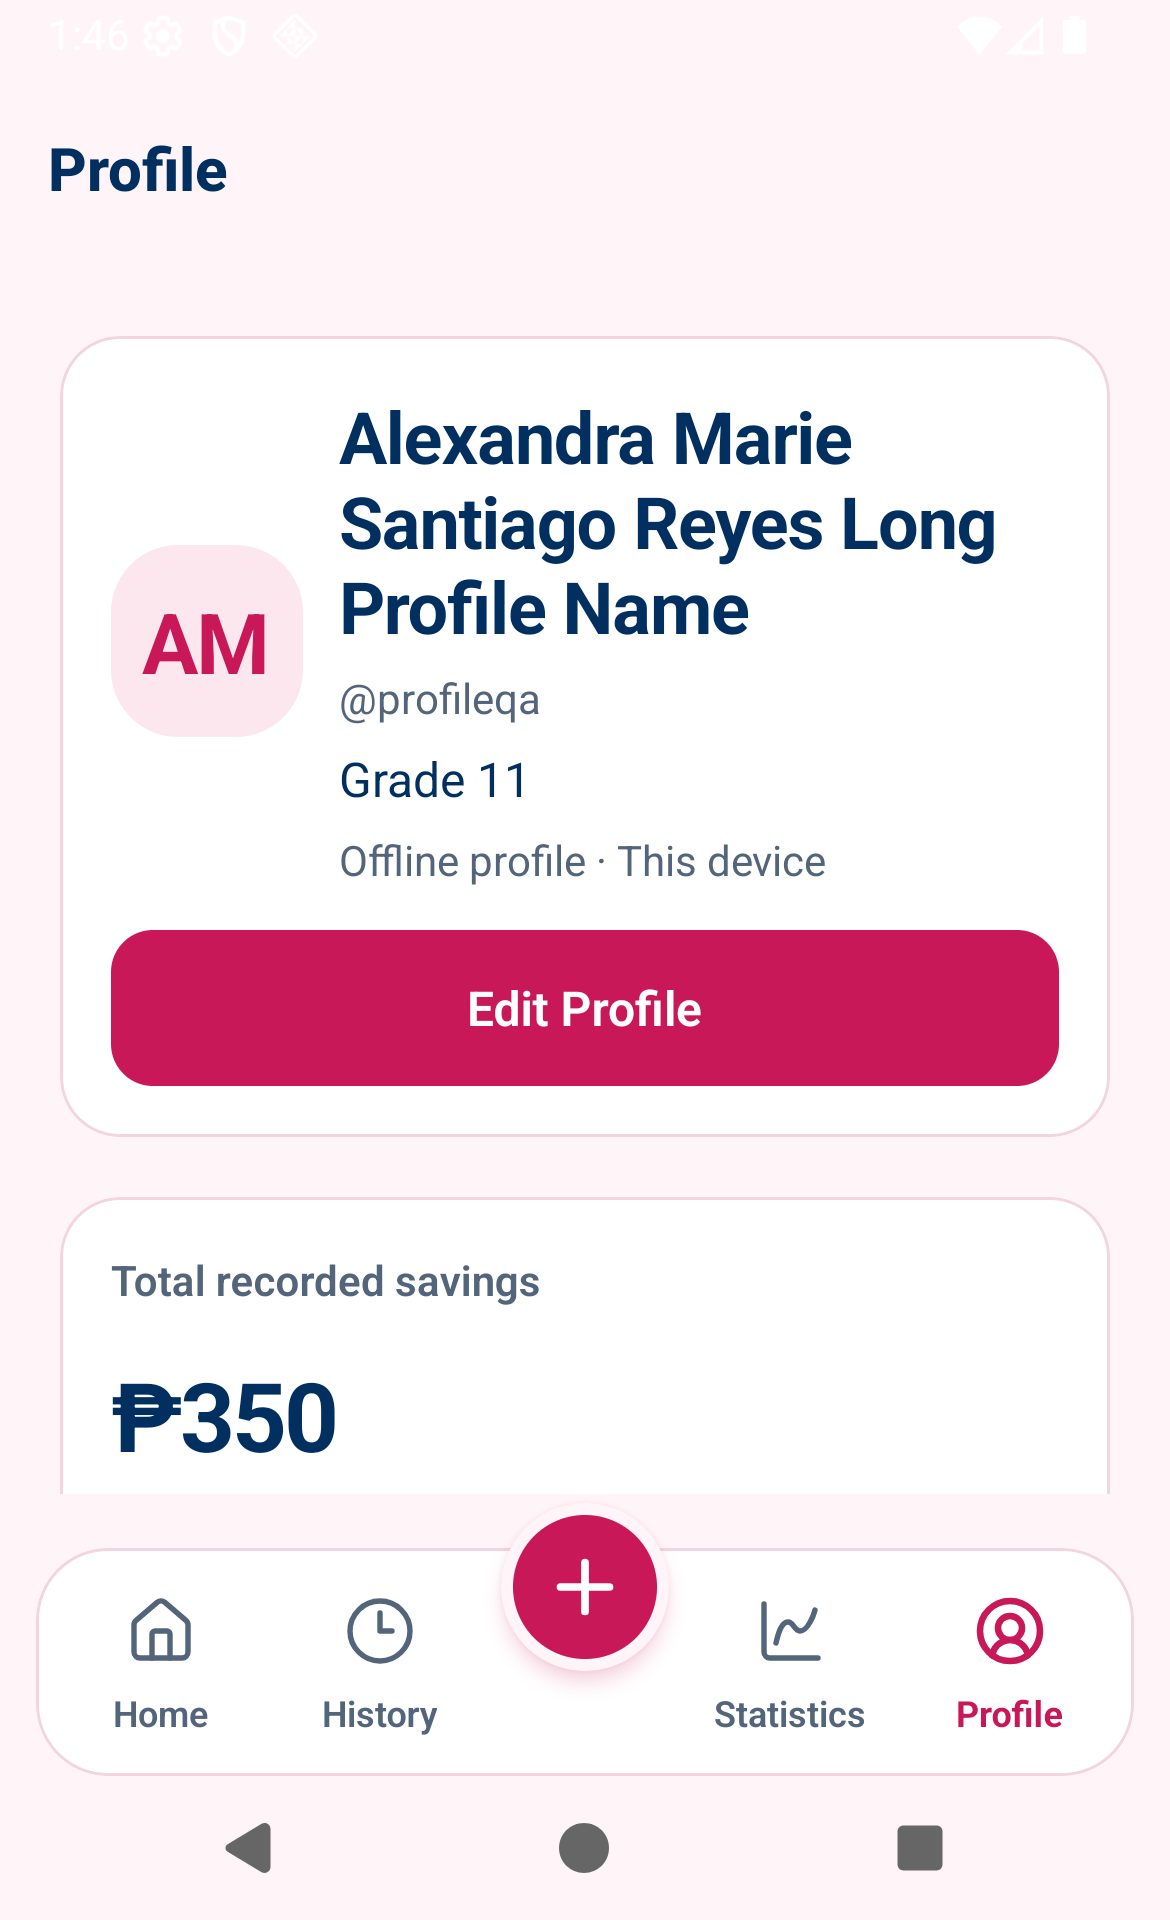 1:46
Profile
Alexandra Marie
Santiago Reyes Long
Profile Name
AM
@profileqa
Grade 11
Offline profile · This device
Edit Profile
Total recorded savings
₱350
Home
History
Statistics
Profile